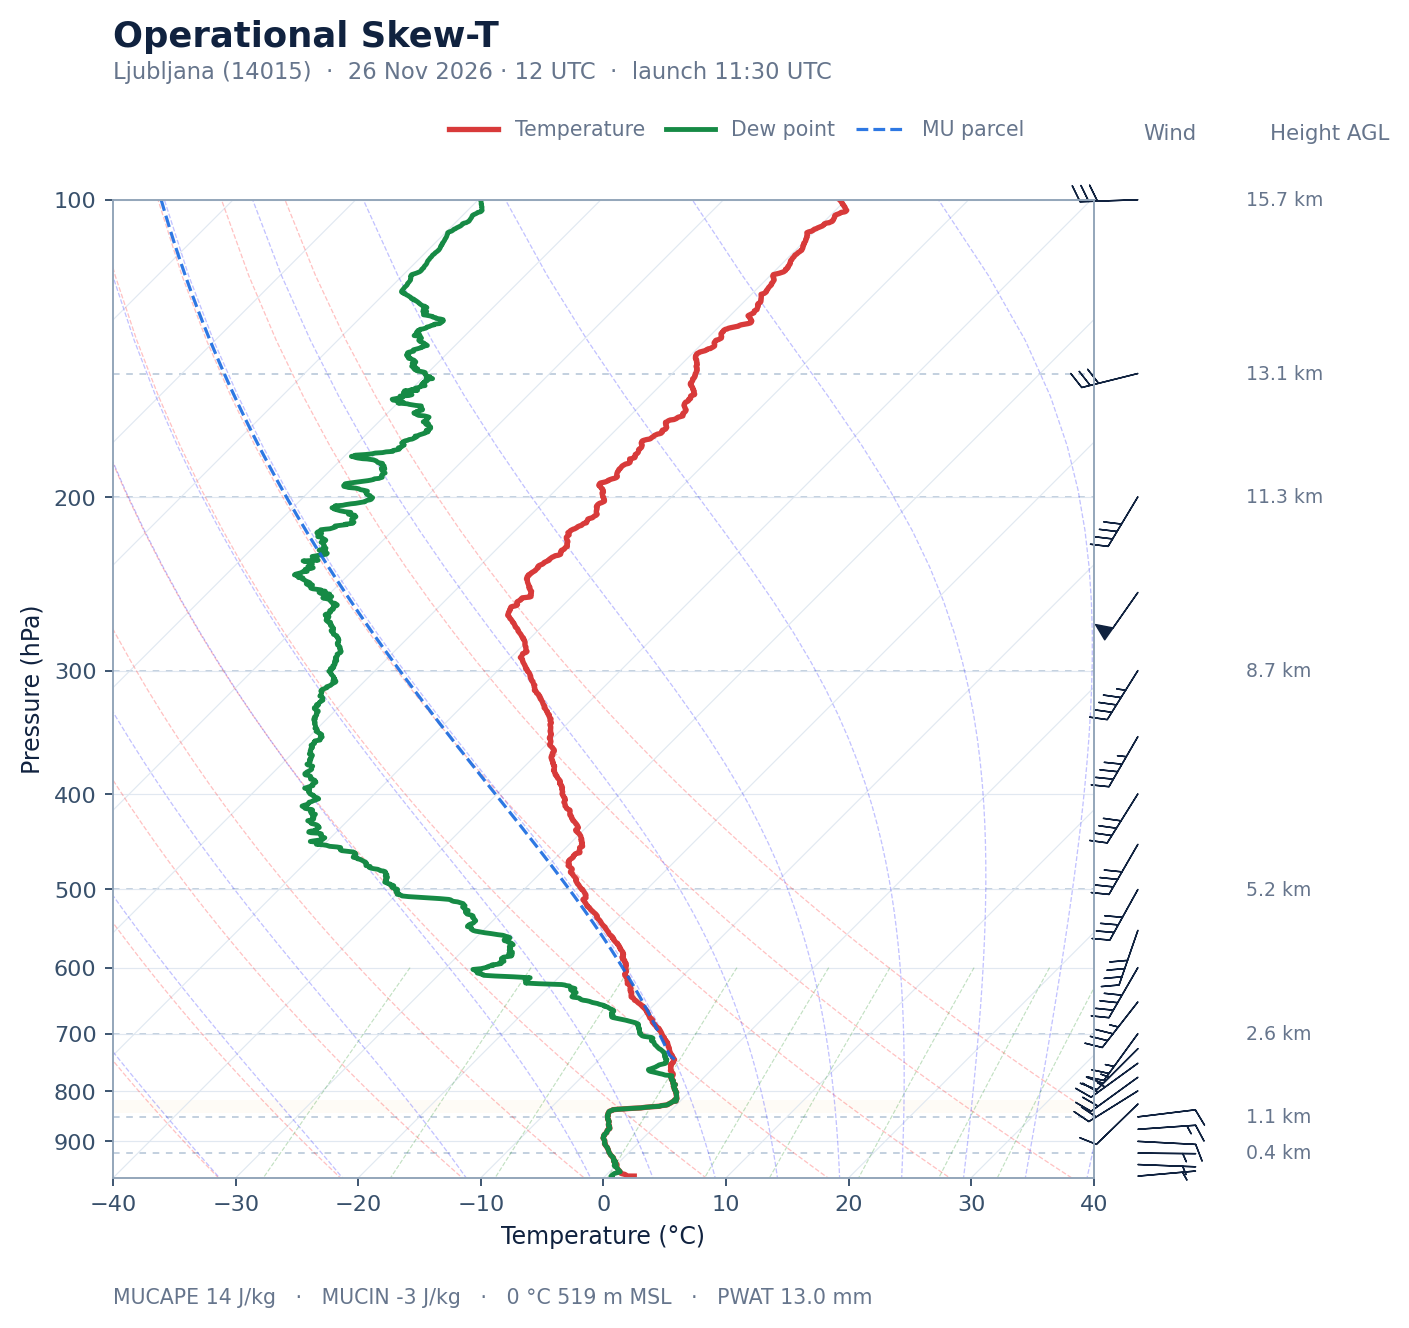 Operational Skew-T
Ljubljana (14015)  ·  26 Nov 2026 · 12 UTC  ·  launch 11:30 UTC
Temperature  Dew point  MU parcel
Wind  Height AGL
100  15.7 km
13.1 km
200  11.3 km
300  8.7 km
400
500  5.2 km
600
700  2.6 km
800
1.1 km
900
0.4 km
Pressure (hPa)
−40  −30  −20  −10  0  10  20  30  40
Temperature (°C)
MUCAPE 14 J/kg  ·  MUCIN -3 J/kg  ·  0 °C 519 m MSL  ·  PWAT 13.0 mm